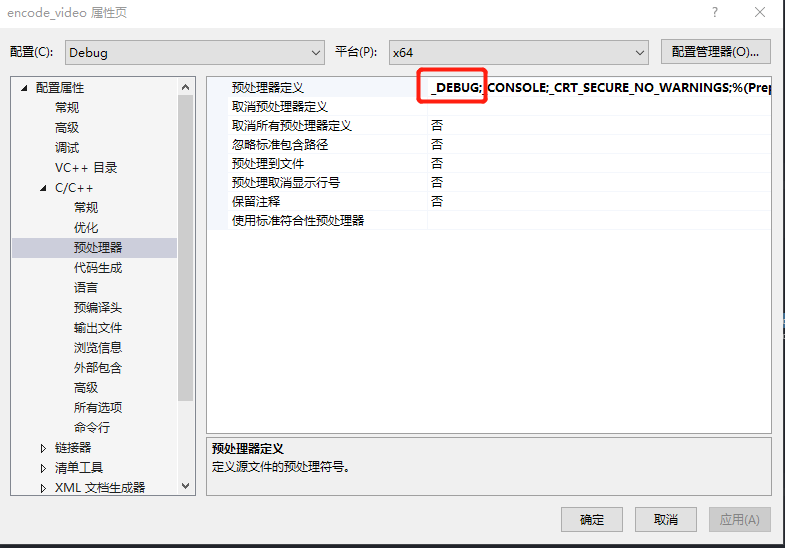 encode_video 属性页
?
配置(C):
Debug
平台(P):
x64
配置管理器(O)...
配置属性
常规
高级
调试
VC++ 目录
C/C++
常规
优化
预处理器
代码生成
语言
预编译头
输出文件
浏览信息
外部包含
高级
所有选项
命令行
链接器
清单工具
XML 文档生成器
预处理器定义 _DEBUG;_CONSOLE;_CRT_SECURE_NO_WARNINGS;%(Prep
取消预处理器定义
取消所有预处理器定义 否
忽略标准包含路径 否
预处理到文件 否
预处理取消显示行号 否
保留注释 否
使用标准符合性预处理器
预处理器定义
定义源文件的预处理符号。
确定
取消
应用(A)